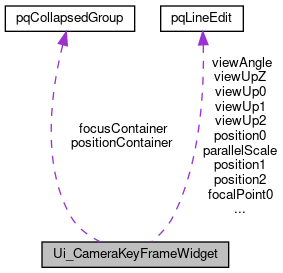 pqCollapsedGroup
pqLineEdit
focusContainer
positionContainer
viewAngle
viewUpZ
viewUp0
viewUp1
viewUp2
position0
parallelScale
position1
position2
focalPoint0
...
Ui_CameraKeyFrameWidget